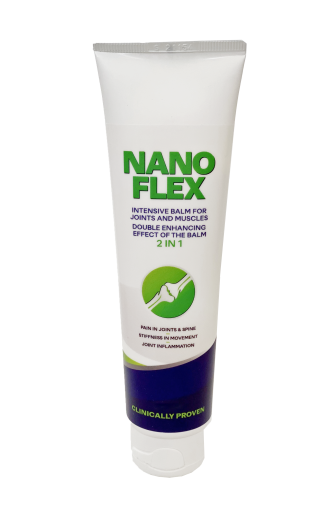 NANO
FLEX
INTENSIVE BALM FOR
JOINTS AND MUSCLES
DOUBLE ENHANCING
EFFECT OF THE BALM
2 IN 1
PAIN IN JOINTS & SPINE
STIFFNESS IN MOVEMENT
JOINT INFLAMMATION
CLINICALLY PROVEN